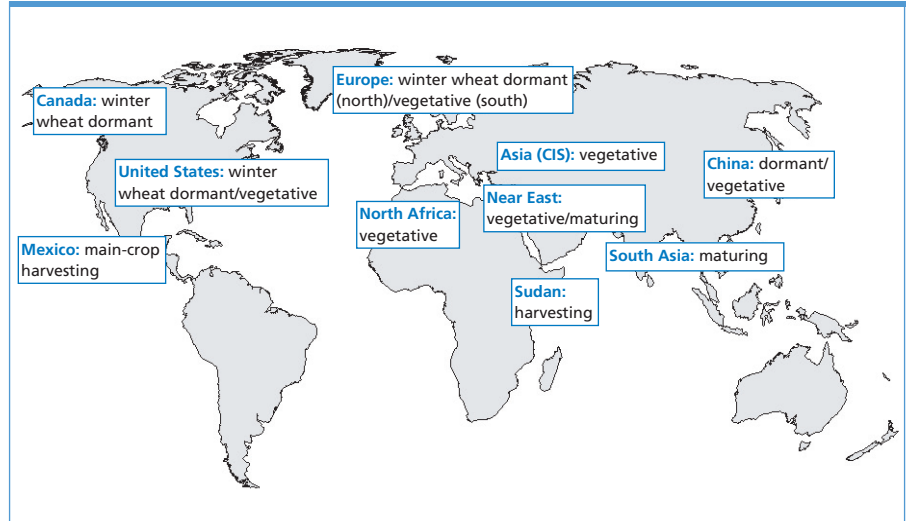 Europe: winter wheat dormant
(north)/vegetative (south)
Canada: winter
wheat dormant
Asia (CIS): vegetative
China: dormant/
vegetative
United States: winter
wheat dormant/vegetative
Near East:
vegetative/maturing
North Africa:
vegetative
Mexico: main-crop
harvesting
South Asia: maturing
Sudan:
harvesting